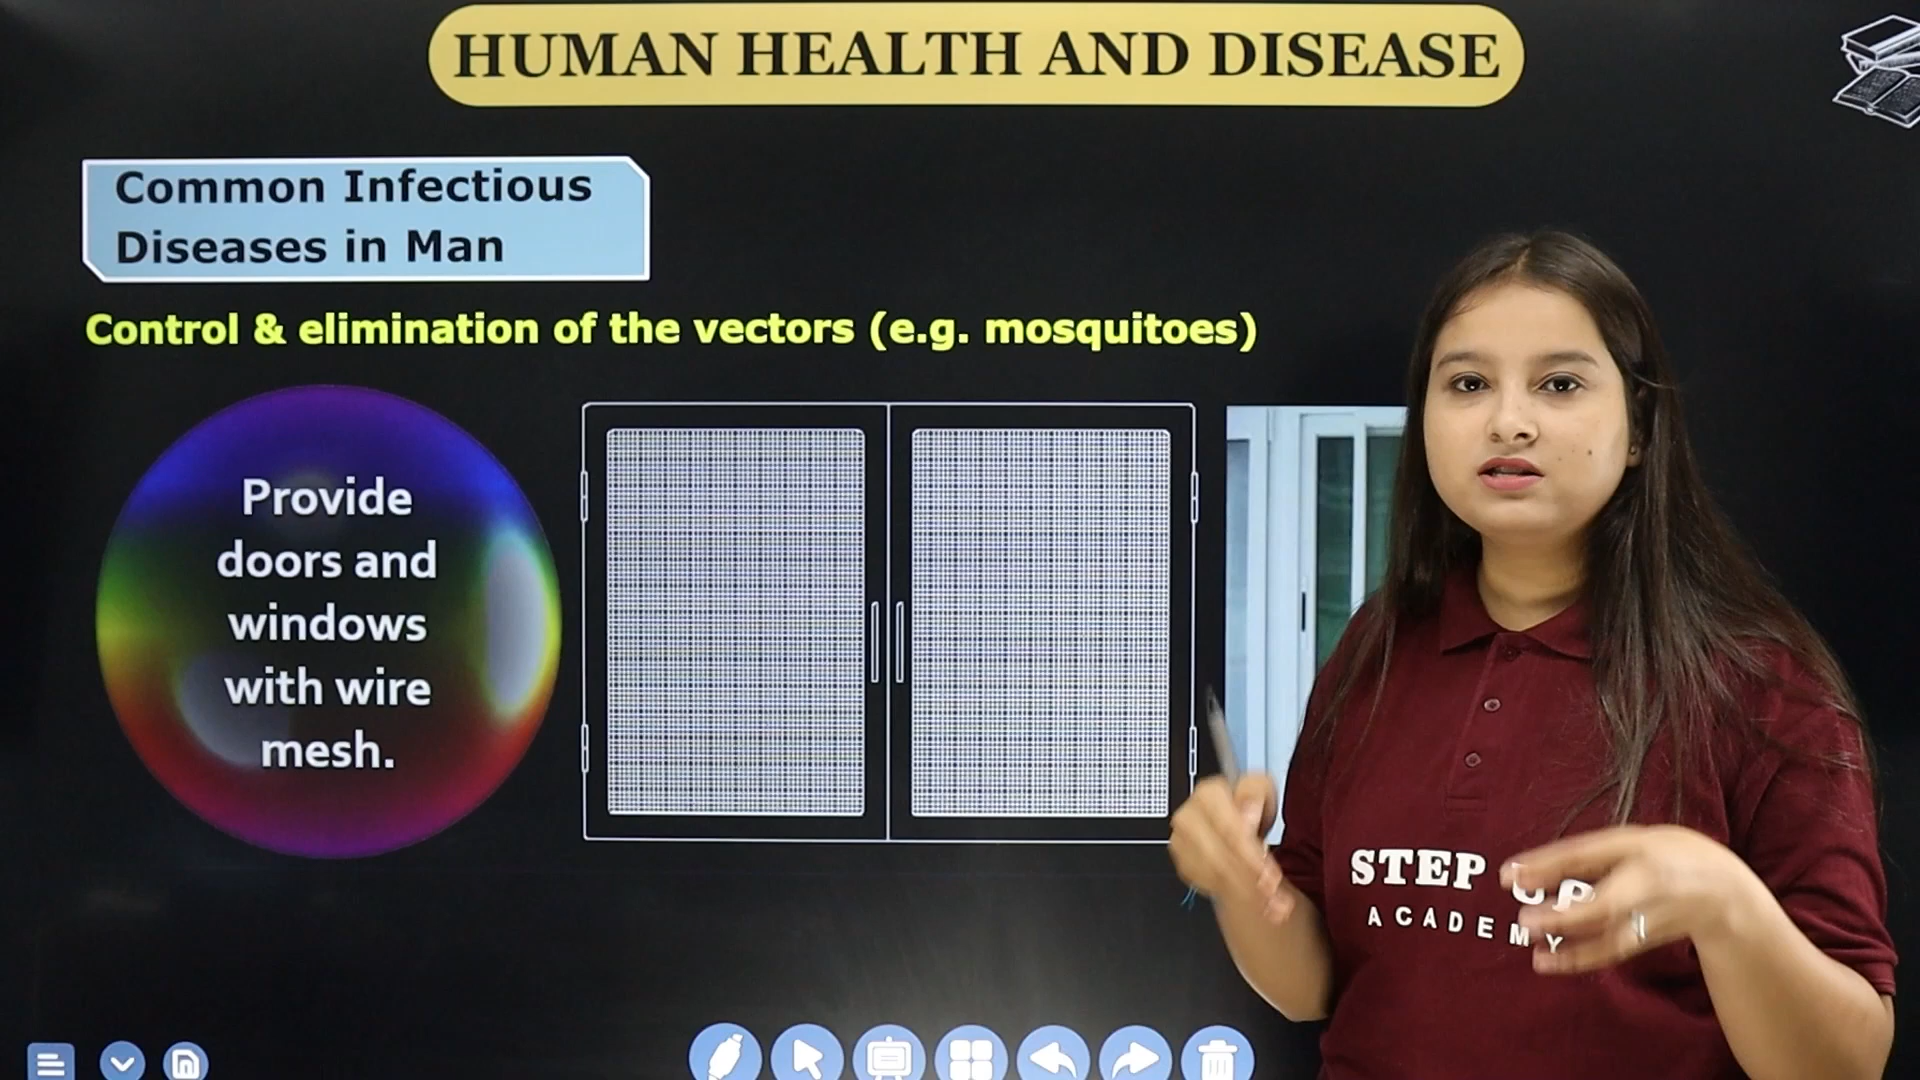 HUMAN HEALTH AND DISEASE
Common Infectious
Diseases in Man
Control & elimination of the vectors (e.g. mosquitoes)
Provide
doors and
windows
with wire
mesh.
STEP UP
ACADEMY